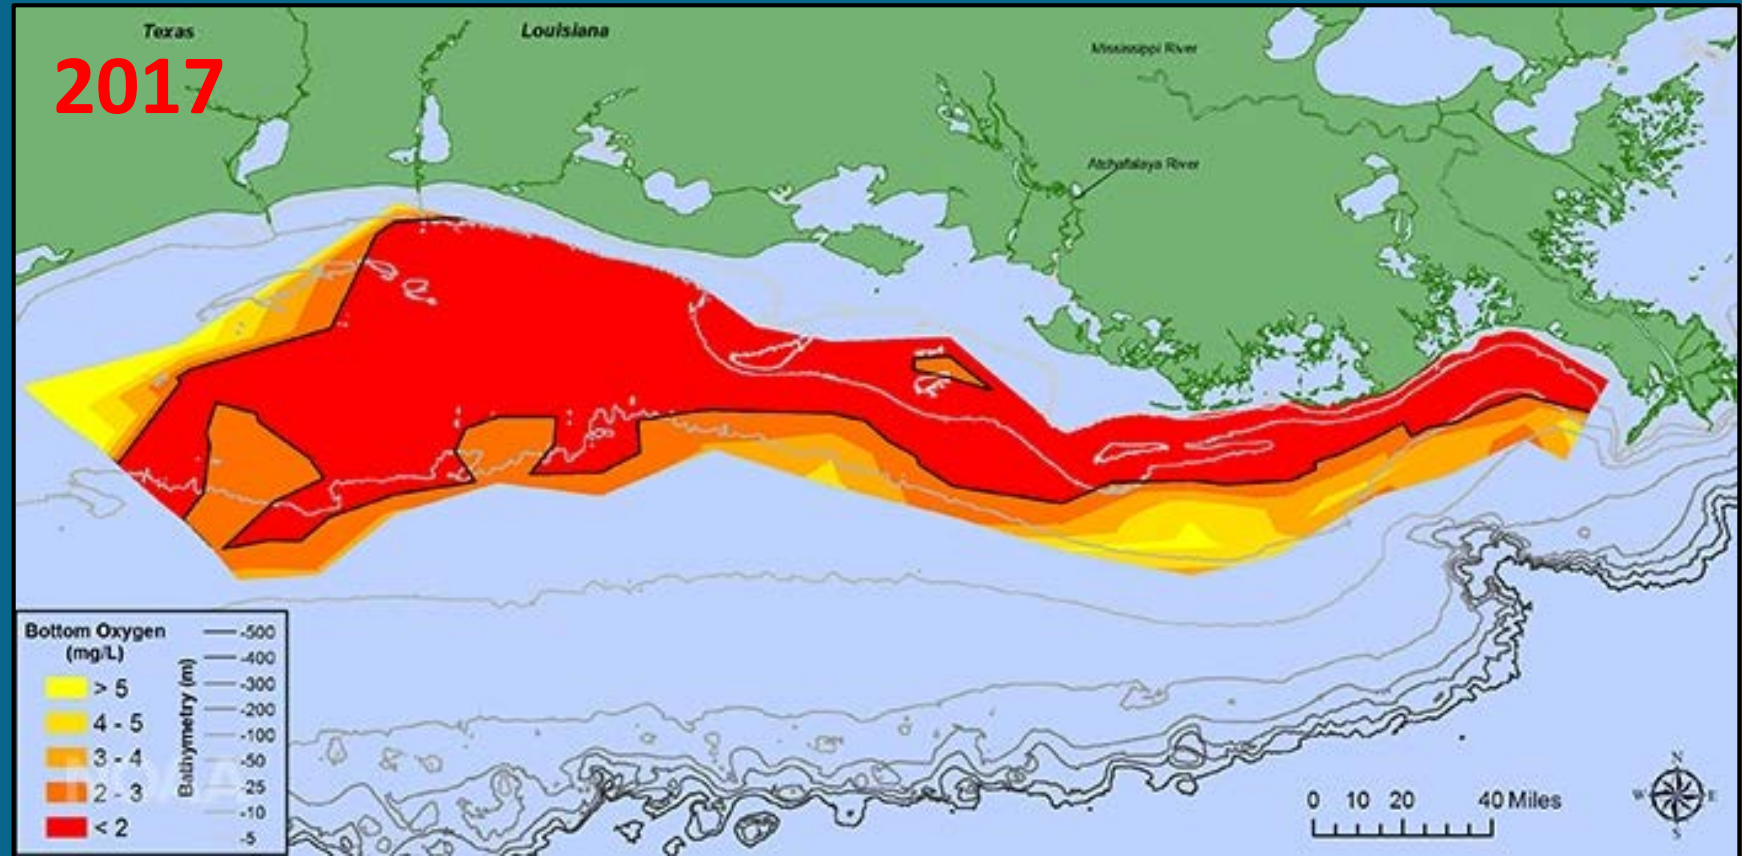 Texas
Louisiana
2017
Mississippi River
Atchafalaya River
Bottom Oxygen
(mg/L)
> 5
4 - 5
3 - 4
2 - 3
< 2
Bathymetry (m)
-500
-400
-300
-200
-100
-50
-25
-10
-5
NOAA
0 10 20 40 Miles
N
W E
S